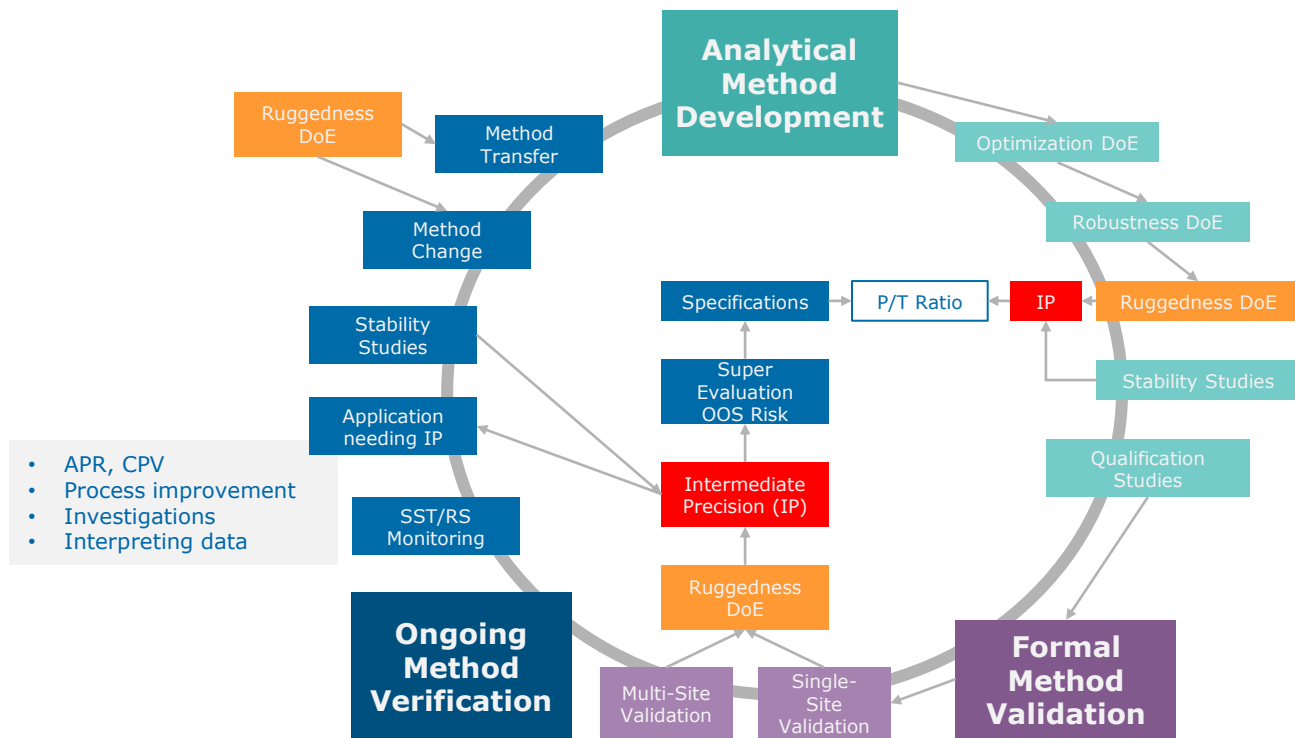 Analytical
Method
Development
Ruggedness
DoE
Method
Transfer
Optimization DoE
Method
Change
Robustness DoE
Specifications
P/T Ratio
IP
Ruggedness DoE
Stability
Studies
Super
Evaluation
OOS Risk
Stability Studies
Application
needing IP
• APR, CPV
• Process improvement
• Investigations
• Interpreting data
Qualification
Studies
Intermediate
Precision (IP)
SST/RS
Monitoring
Ruggedness
DoE
Ongoing
Method
Verification
Multi-Site
Validation
Single-
Site
Validation
Formal
Method
Validation